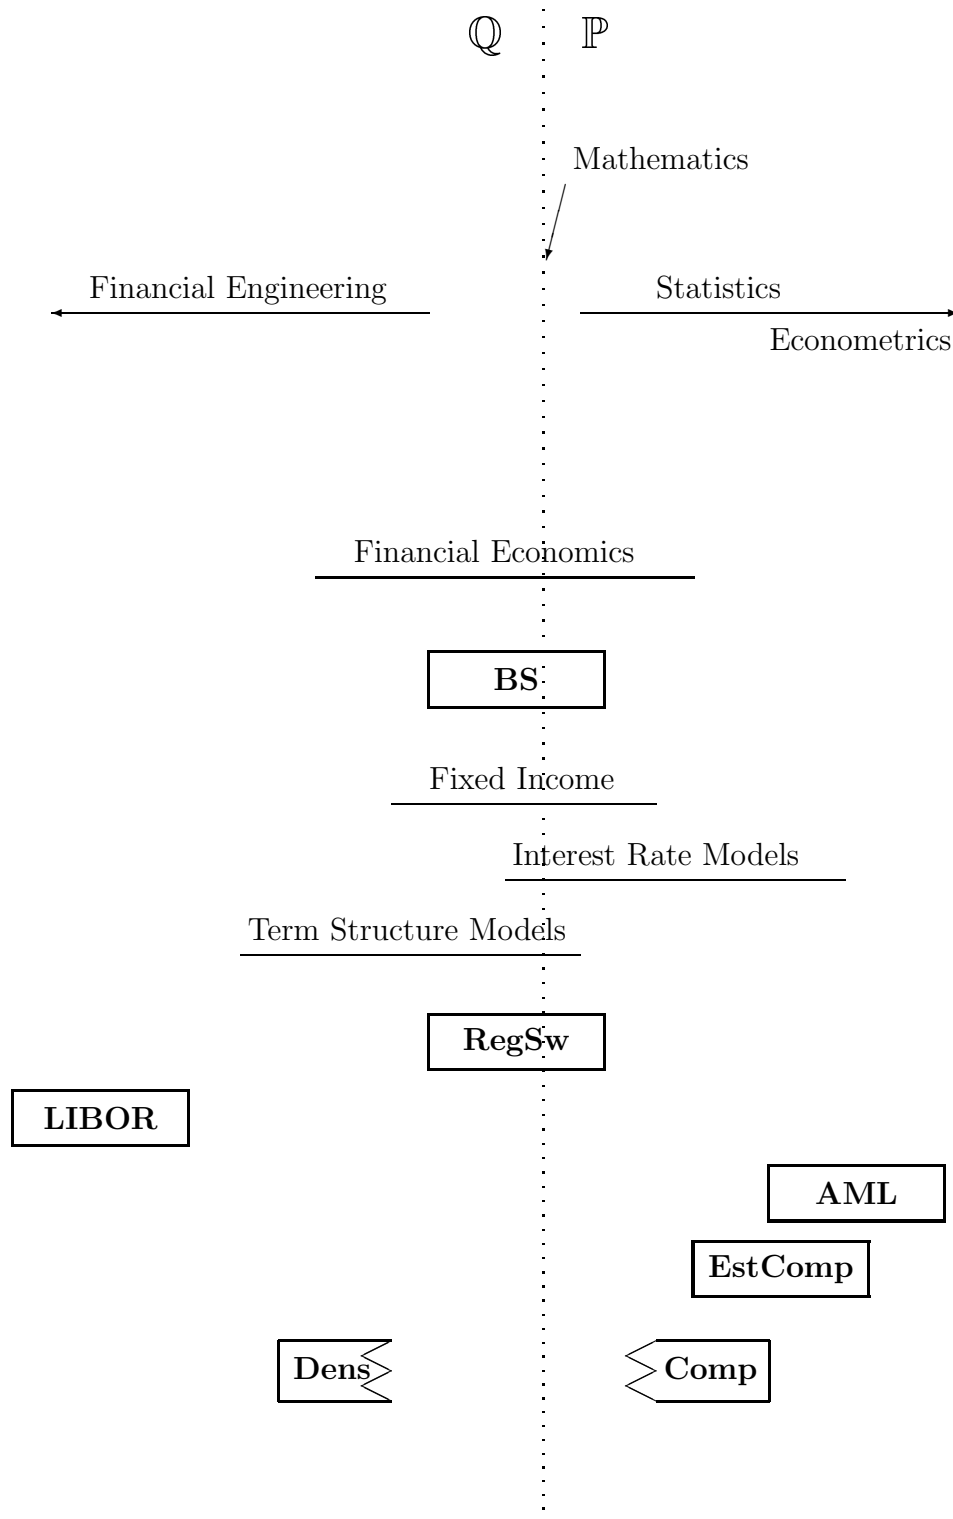 ℚ ℙ
Mathematics
Financial Engineering
Statistics
Econometrics
Financial Economics
BS
Fixed Income
Interest Rate Models
Term Structure Models
RegSw
LIBOR
AML
EstComp
Dens
Comp